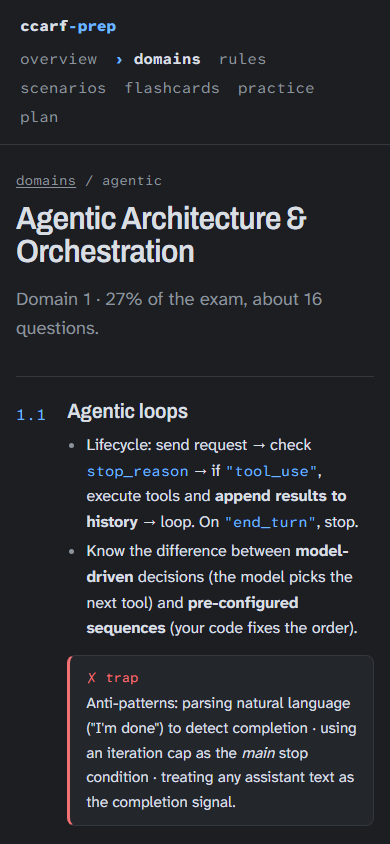 ccarf-prep
overview › domains rules
scenarios flashcards practice
plan
domains / agentic
Agentic Architecture &
Orchestration
Domain 1 · 27% of the exam, about 16
questions.
1.1 Agentic loops
• Lifecycle: send request → check
stop_reason → if "tool_use",
execute tools and append results to
history → loop. On "end_turn", stop.
• Know the difference between model-
driven decisions (the model picks the
next tool) and pre-configured
sequences (your code fixes the order).
✗ trap
Anti-patterns: parsing natural language
("I'm done") to detect completion · using
an iteration cap as the main stop
condition · treating any assistant text as
the completion signal.